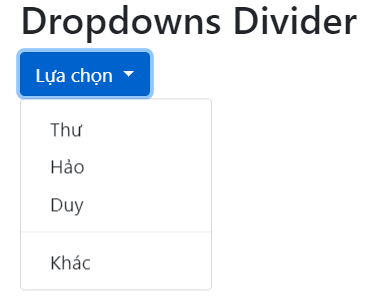 Dropdowns Divider
Lựa chọn
Thư
Hảo
Duy
Khác